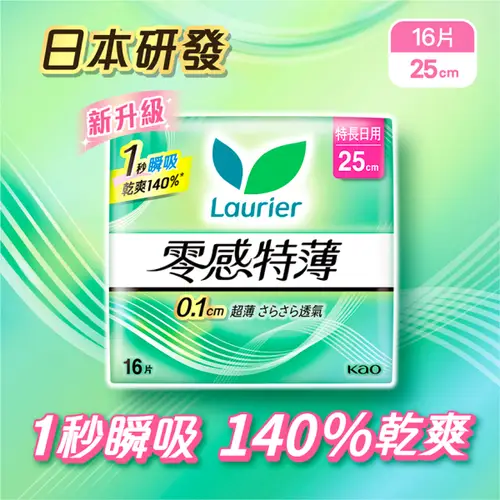 日本研發
16片
25cm
新升級
1秒瞬吸
乾爽140%*
特長日用
25cm
Laurier
零感特薄
0.1cm 超薄 さらさら透氣
16片
Kao
1秒瞬吸 140%乾爽